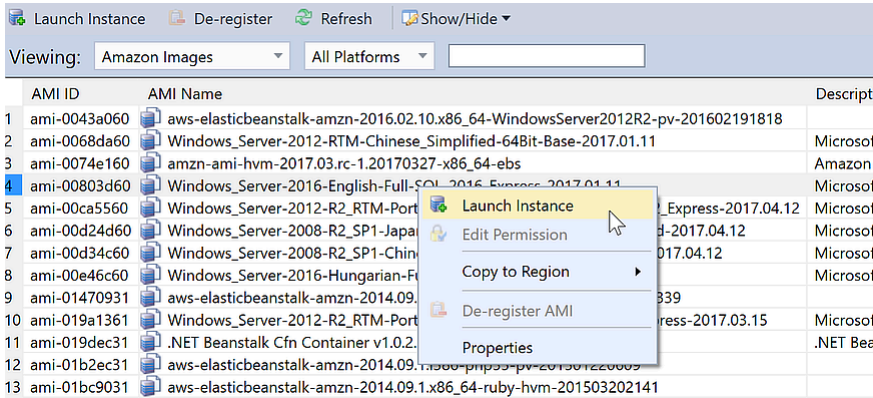 Launch Instance De-register Refresh Show/Hide
Viewing: Amazon Images All Platforms
AMI ID AMI Name Descript
1 ami-0043a060 aws-elasticbeanstalk-amzn-2016.02.10.x86_64-WindowsServer2012R2-pv-201602191818
2 ami-0068da60 Windows_Server-2012-RTM-Chinese_Simplified-64Bit-Base-2017.01.11 Microsof
3 ami-0074e160 amzn-ami-hvm-2017.03.rc-1.20170327-x86_64-ebs Amazon
4 ami-00803d60 Windows_Server-2016-English-Full-SQL_2016_Express-2017.01.11 Microsof
Launch Instance
5 ami-00ca5560 Windows_Server-2012-R2_RTM-Port 2_Express-2017.04.12 Microsof
6 ami-00d24d60 Windows_Server-2008-R2_SP1-Japa d-2017.04.12 Microsof
Edit Permission
7 ami-00d34c60 Windows_Server-2008-R2_SP1-Chin 017.04.12 Microsof
8 ami-00e46c60 Windows_Server-2016-Hungarian-Fu Microsof
Copy to Region
9 ami-01470931 aws-elasticbeanstalk-amzn-2014.09. 339
De-register AMI
10 ami-019a1361 Windows_Server-2012-R2_RTM-Port ress-2017.03.15 Microsof
11 ami-019dec31 .NET Beanstalk Cfn Container v1.0.2. .NET Bea
Properties
12 ami-01b2ec31 aws-elasticbeanstalk-amzn-2014.09.1.i386-php55-pv-201501220609
13 ami-01bc9031 aws-elasticbeanstalk-amzn-2014.09.1.x86_64-ruby-hvm-201503202141